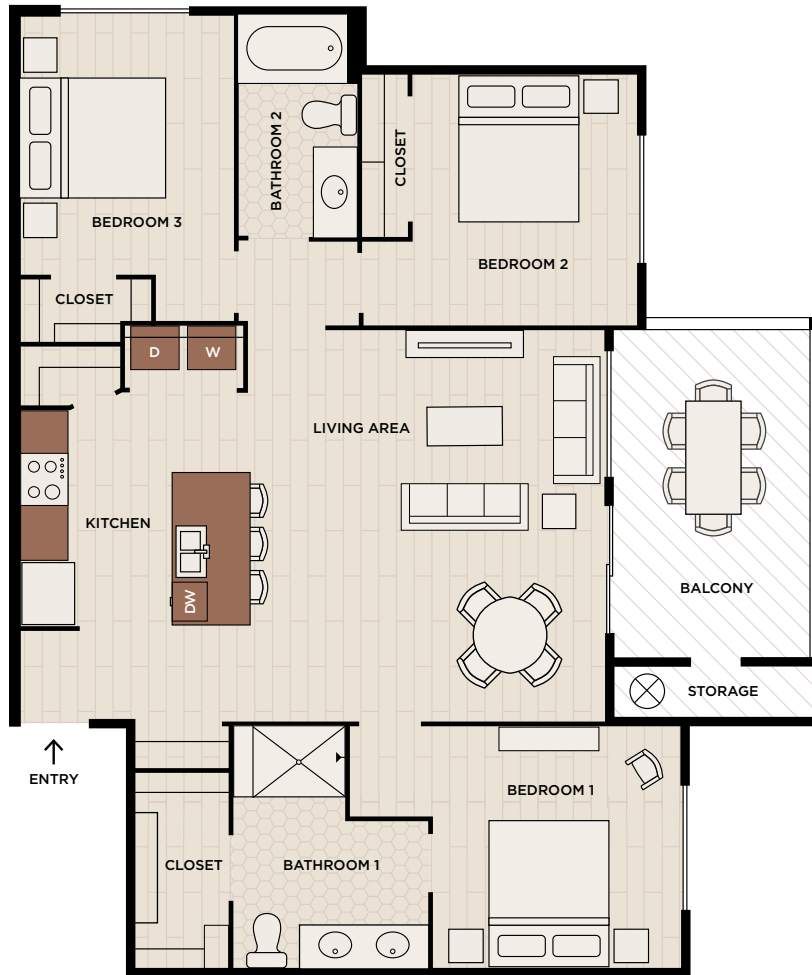 BATHROOM 2
CLOSET
BEDROOM 3
BEDROOM 2
CLOSET
D
W
LIVING AREA
KITCHEN
BALCONY
DW
STORAGE
ENTRY
BEDROOM 1
CLOSET
BATHROOM 1